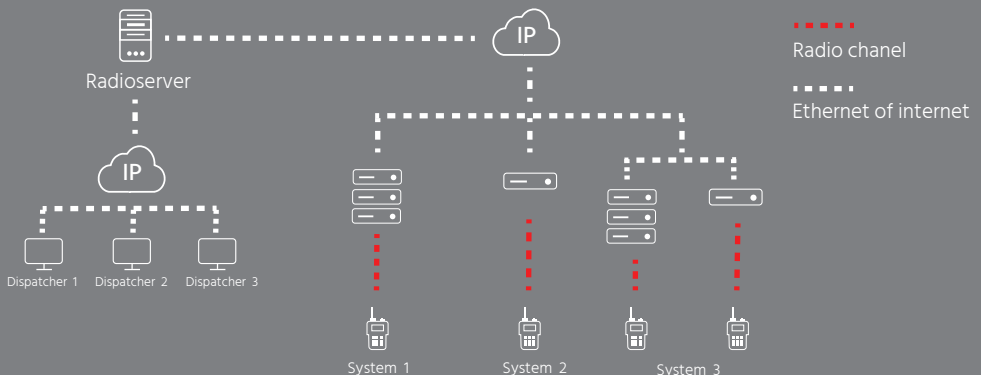 IP
Radio chanel
Radioserver
Ethernet of internet
IP
Dispatcher 1 Dispatcher 2 Dispatcher 3
System 1 System 2 System 3